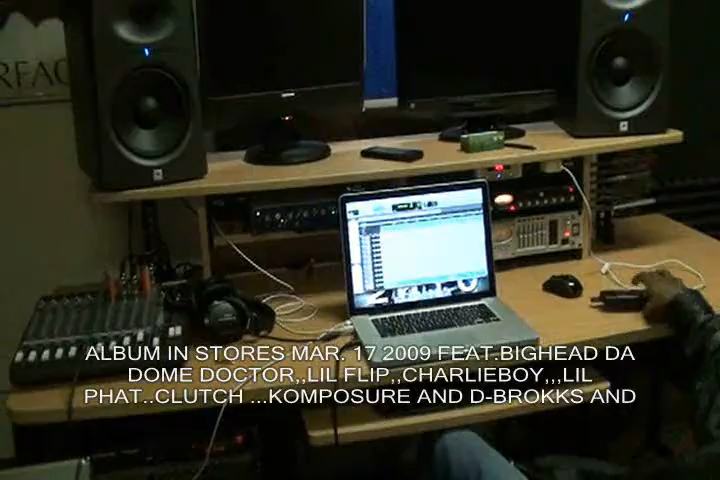 RFAC
ALBUM IN STORES MAR. 17 2009 FEAT.BIGHEAD DA
DOME DOCTOR,,LIL FLIP,,CHARLIEBOY,,,LIL
PHAT..CLUTCH ...KOMPOSURE AND D-BROKKS AND